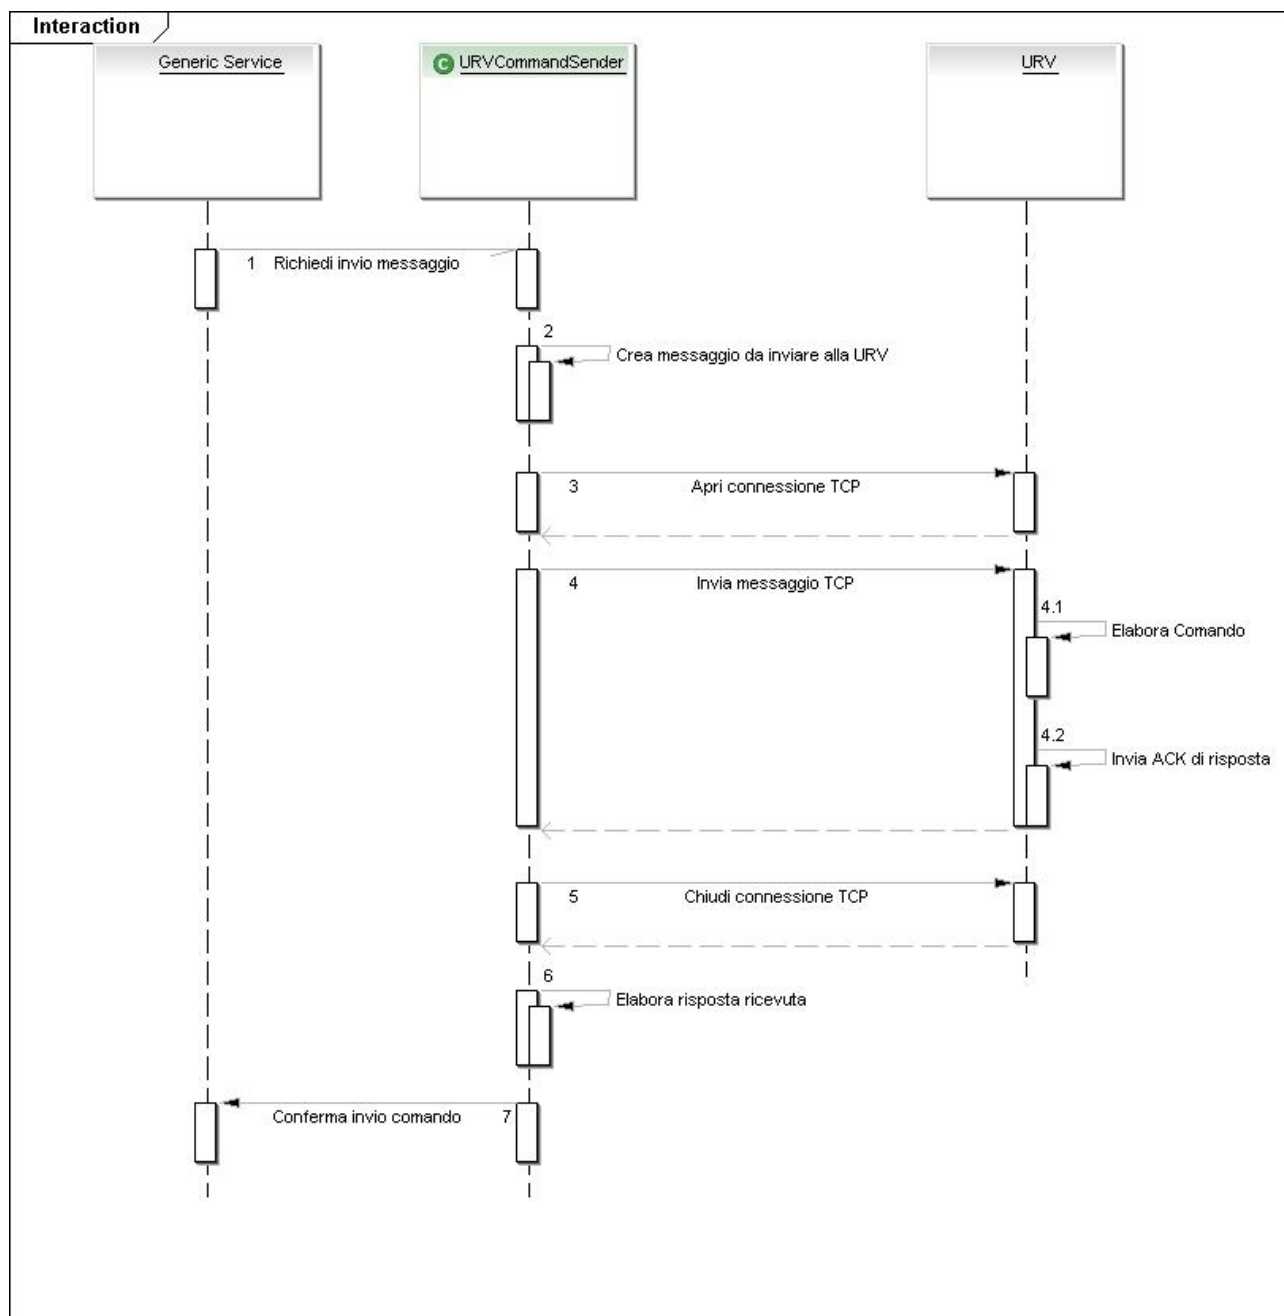 Interaction
Generic Service
C URVCommandSender
URV
1 Richiedi invio messaggio
2
Crea messaggio da inviare alla URV
3 Apri connessione TCP
4 Invia messaggio TCP
4.1
Elabora Comando
4.2
Invia ACK di risposta
5 Chiudi connessione TCP
6
Elabora risposta ricevuta
Conferma invio comando 7